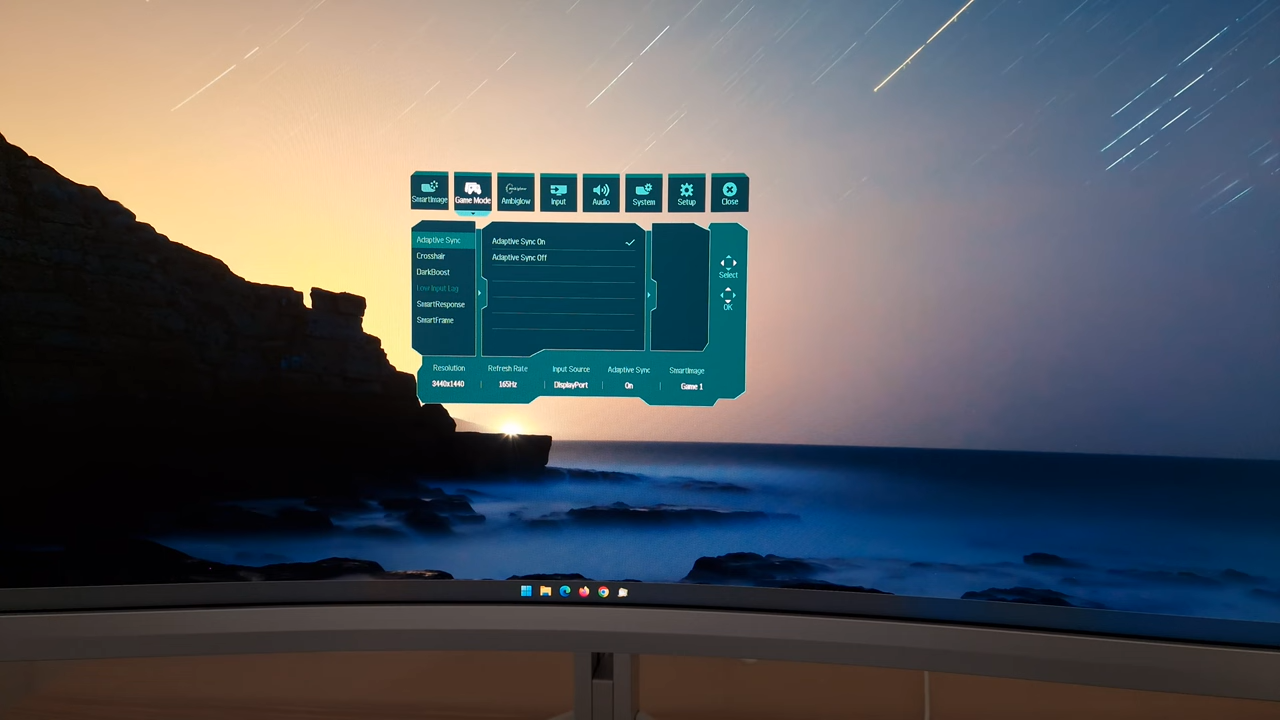 SmartImage Game Mode Ambiglow Input Audio System Setup Close
Adaptive Sync
Crosshair
DarkBoost
Low Input Lag
SmartResponse
SmartFrame
Adaptive Sync On
Adaptive Sync Off
Select
OK
Resolution Refresh Rate Input Source Adaptive Sync SmartImage
3440x1440 165Hz DisplayPort On Game 1